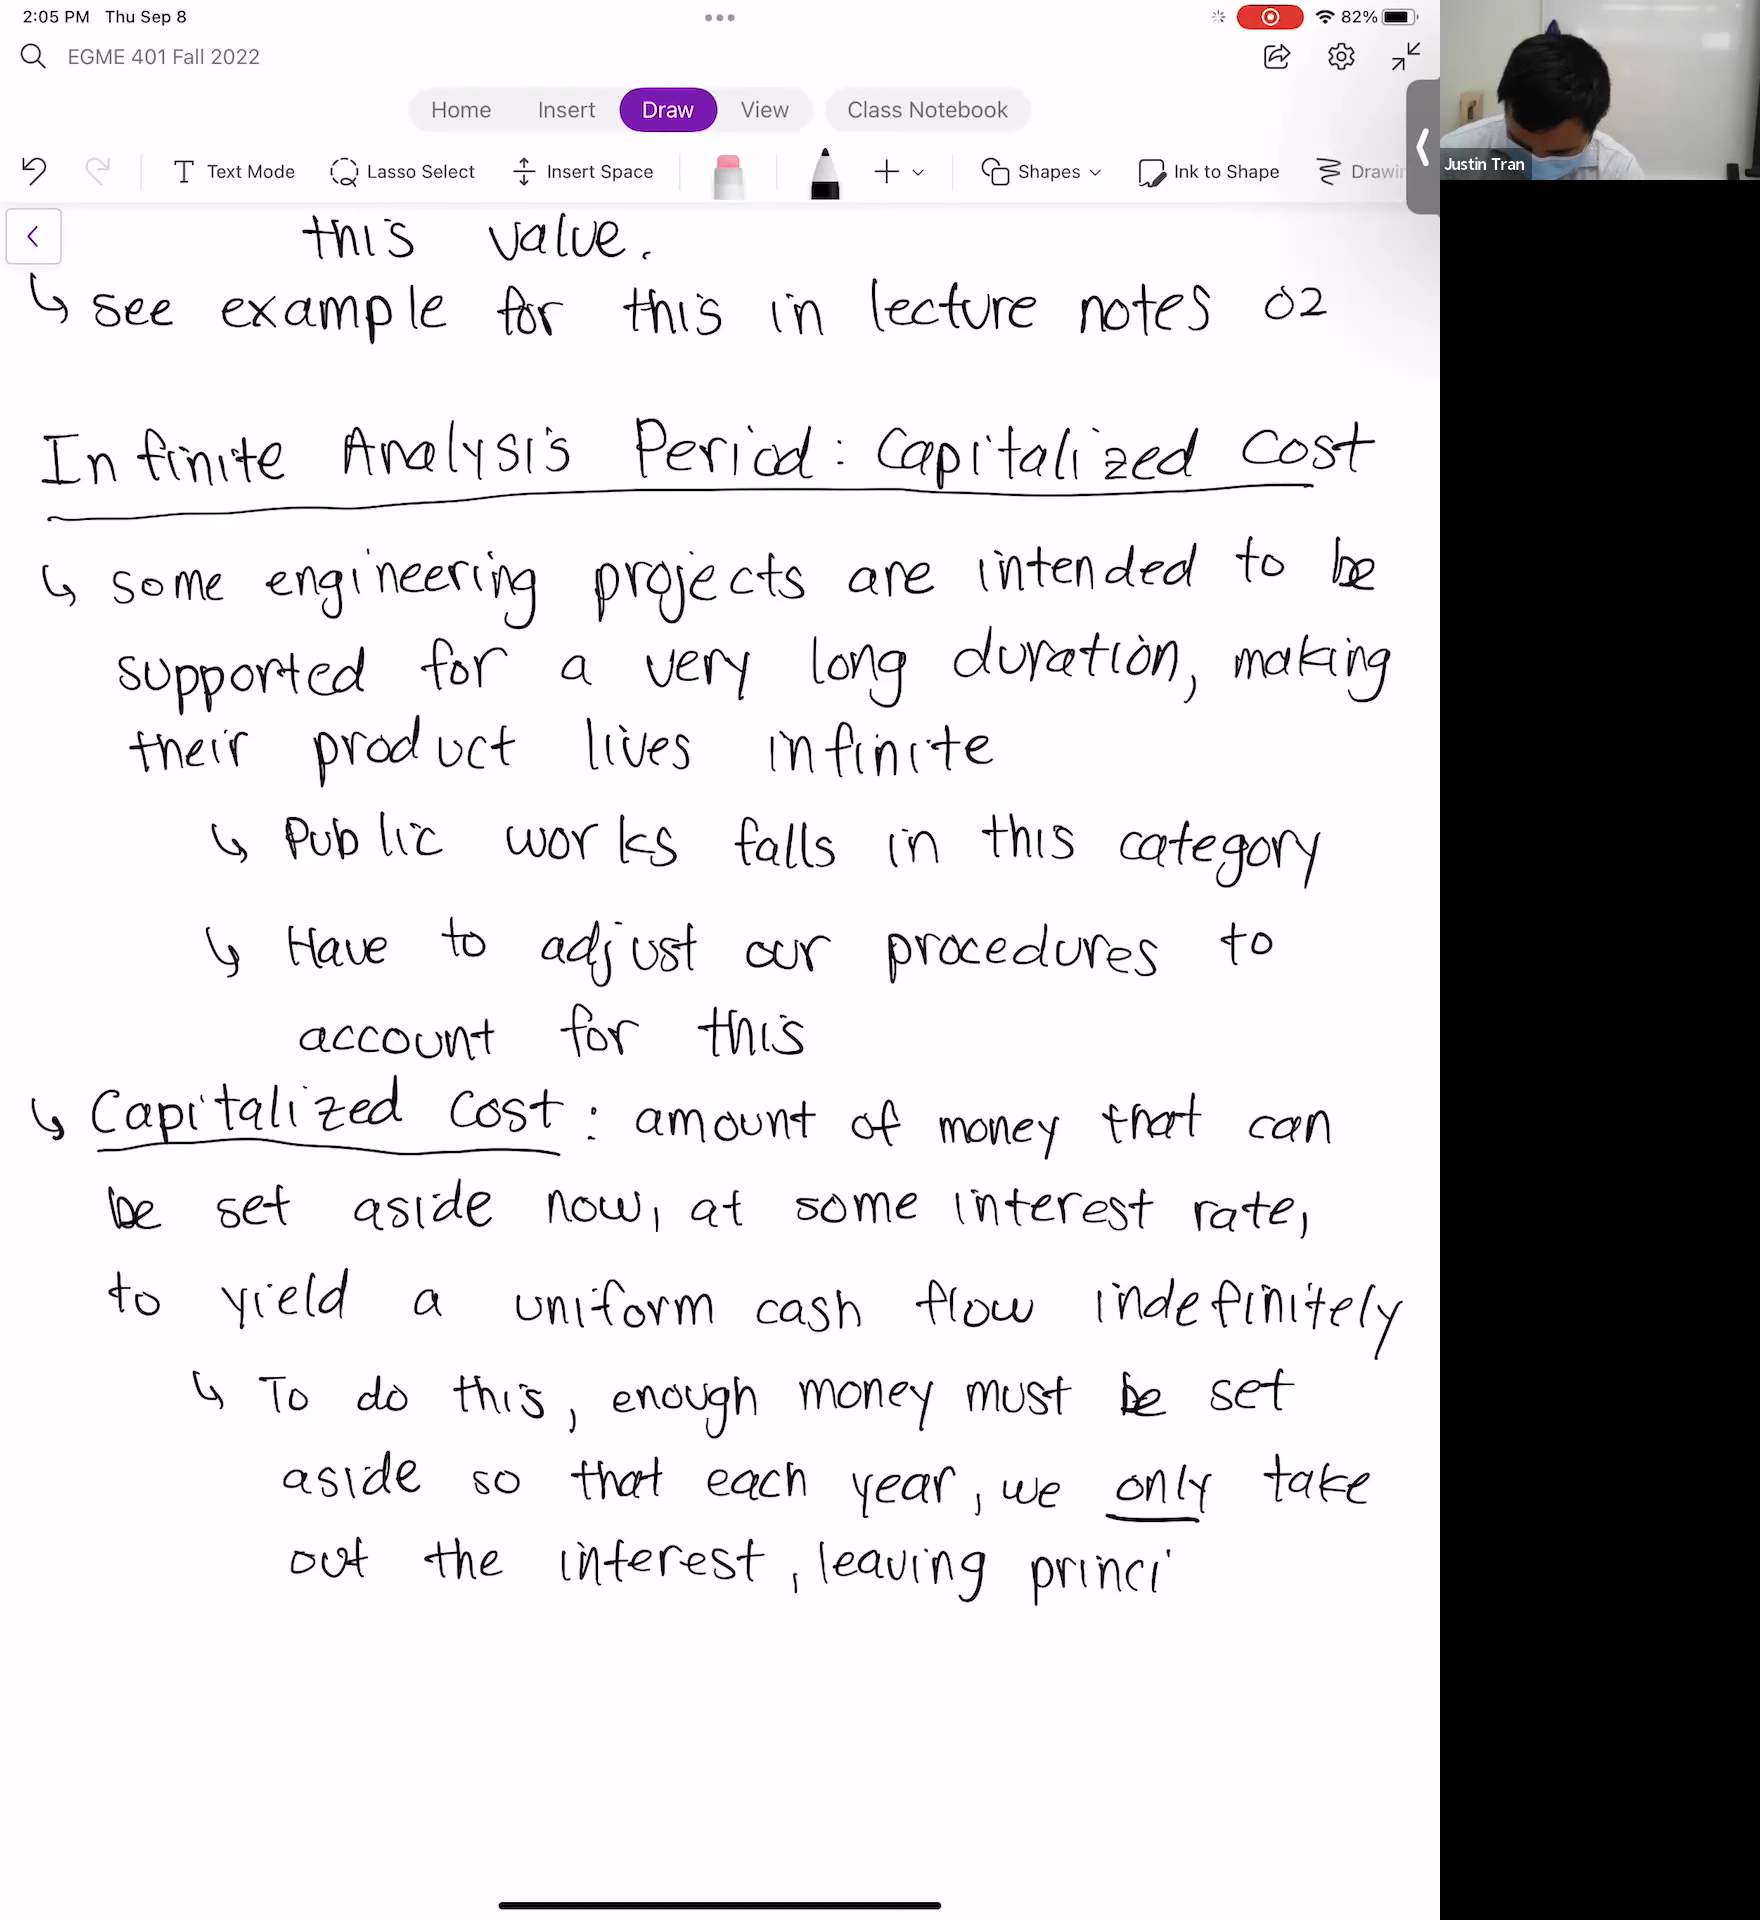 2:05 PM Thu Sep 8
82%
EGME 401 Fall 2022
Home Insert Draw View Class Notebook
Text Mode Lasso Select Insert Space Shapes Ink to Shape Drawi
Justin Tran
this value.
see example for this in lecture notes 02
Infinite Analysis Period: Capitalized Cost
some engineering projects are intended to be
supported for a very long duration, making
their product lives infinite
Public works falls in this category
Have to adjust our procedures to
account for this
Capitalized cost: amount of money that can
be set aside now, at some interest rate,
to yield a uniform cash flow indefinitely
To do this, enough money must be set
aside so that each year, we only take
out the interest, leaving princi